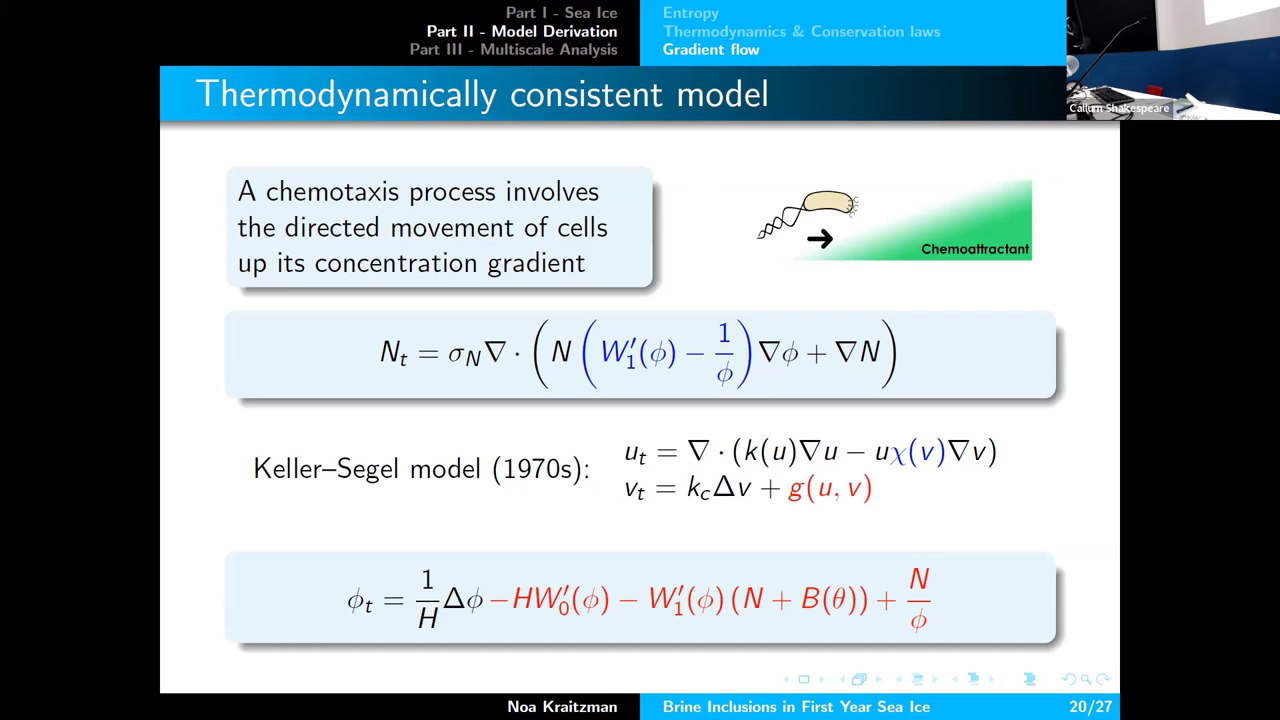 Part I - Sea Ice
Part II - Model Derivation
Part III - Multiscale Analysis
Entropy
Thermodynamics & Conservation laws
Gradient flow
Callum Shakespeare
Thermodynamically consistent model
A chemotaxis process involves
the directed movement of cells
up its concentration gradient
Chemoattractant
N_t = σ_N ∇ · ( N ( W′_1(ϕ) − 1/ϕ ) ∇ϕ + ∇N )
Keller–Segel model (1970s):
u_t = ∇ · (k(u)∇u − uχ(v)∇v)
v_t = k_c Δv + g(u, v)
ϕ_t = 1/H Δϕ − HW′_0(ϕ) − W′_1(ϕ) (N + B(θ)) + N/ϕ
Noa Kraitzman
Brine Inclusions in First Year Sea Ice
20/27